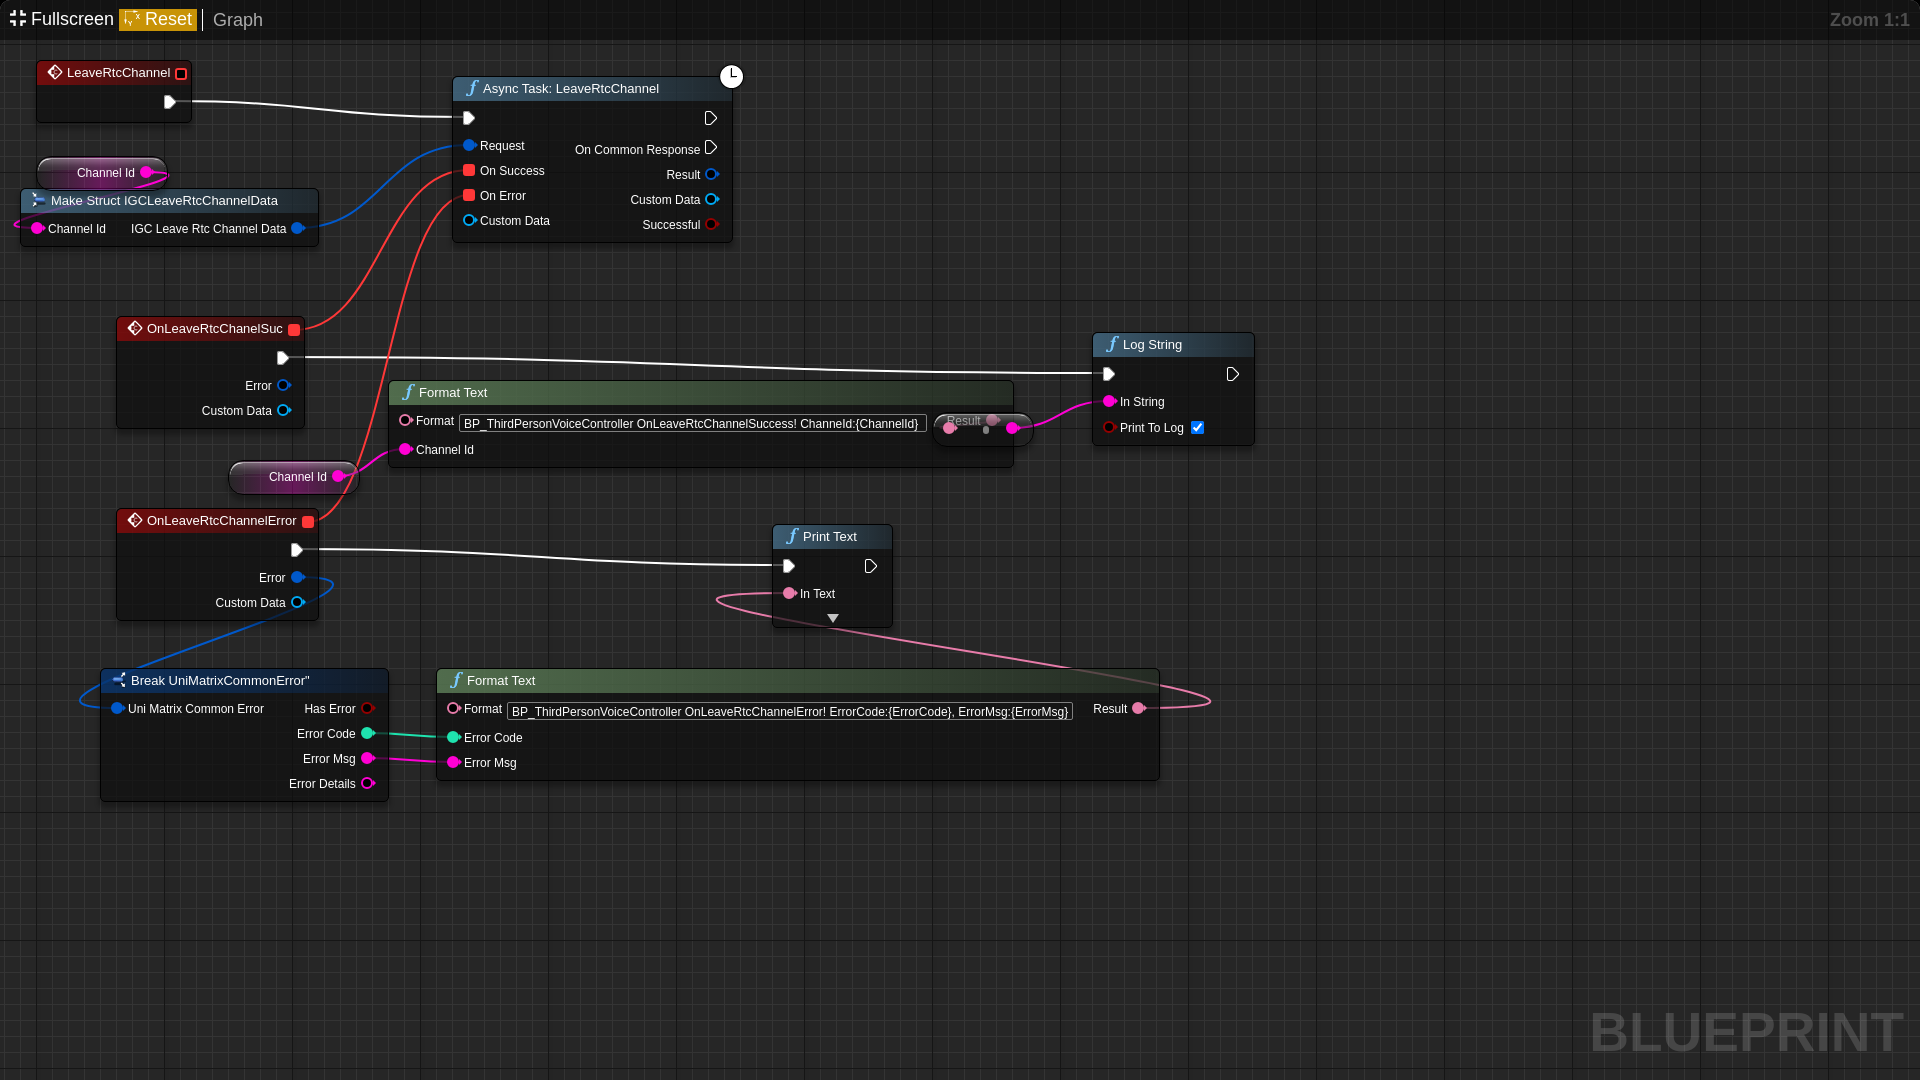 Fullscreen Reset Graph
Zoom 1:1
LeaveRtcChannel
Async Task: LeaveRtcChannel
Request
On Success
On Error
Custom Data
On Common Response
Result
Custom Data
Successful
Channel Id
Make Struct IGCLeaveRtcChannelData
Channel Id
IGC Leave Rtc Channel Data
OnLeaveRtcChanelSuc
Error
Custom Data
Log String
In String
Print To Log
Format Text
Format
BP_ThirdPersonVoiceController OnLeaveRtcChannelSuccess! ChanneId:{ChannelId}
Result
Channel Id
Channel Id
OnLeaveRtcChannelError
Error
Custom Data
Print Text
In Text
Break UniMatrixCommonError"
Uni Matrix Common Error
Has Error
Error Code
Error Msg
Error Details
Format Text
Format
BP_ThirdPersonVoiceController OnLeaveRtcChannelError! ErrorCode:{ErrorCode}, ErrorMsg:{ErrorMsg}
Result
Error Code
Error Msg
BLUEPRINT